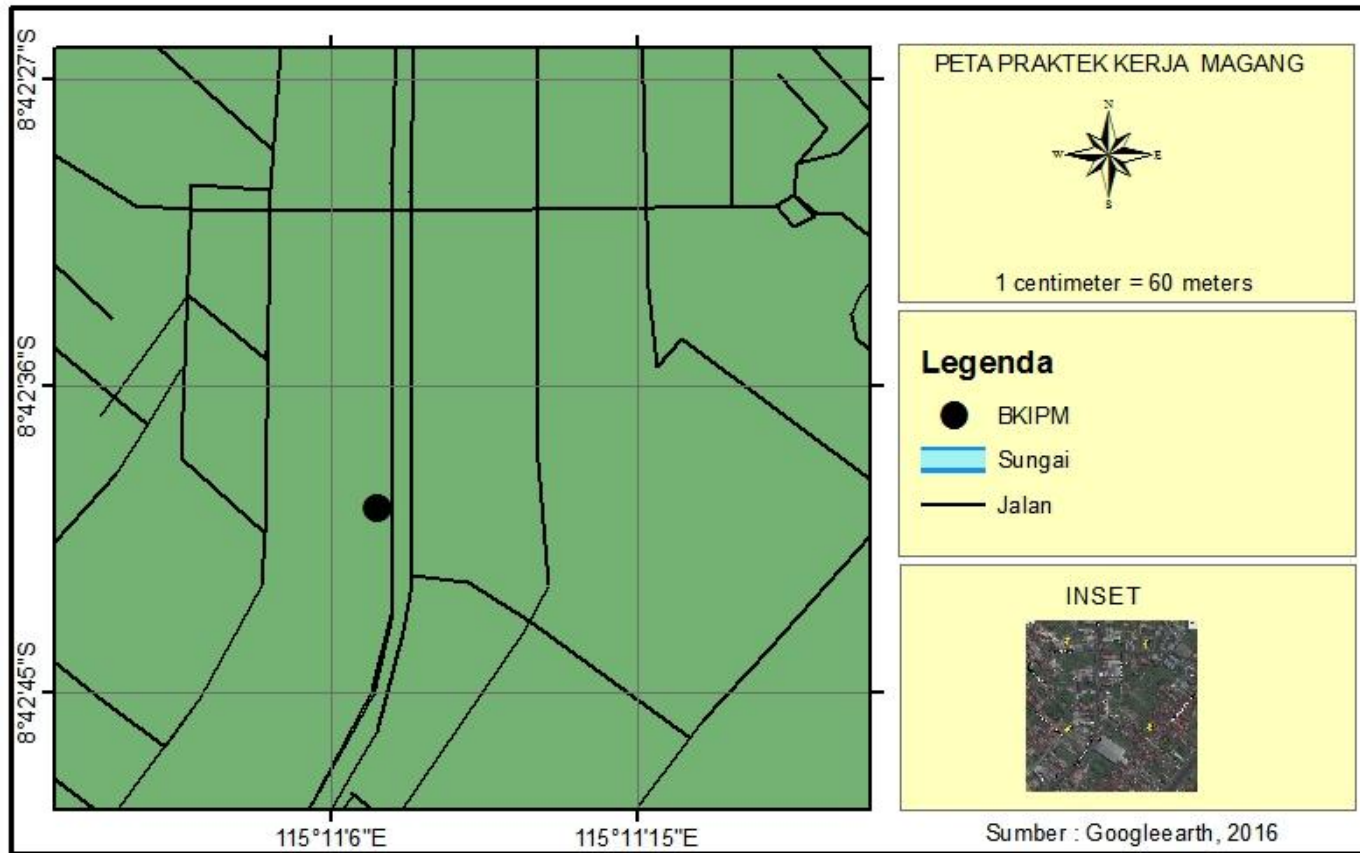 PETA PRAKTEK KERJA MAGANG
N
W E
S
1 centimeter = 60 meters
Legenda
BKIPM
Sungai
Jalan
INSET
Sumber : Googleearth, 2016
8°42'27"S
8°42'36"S
8°42'45"S
115°11'6"E
115°11'15"E